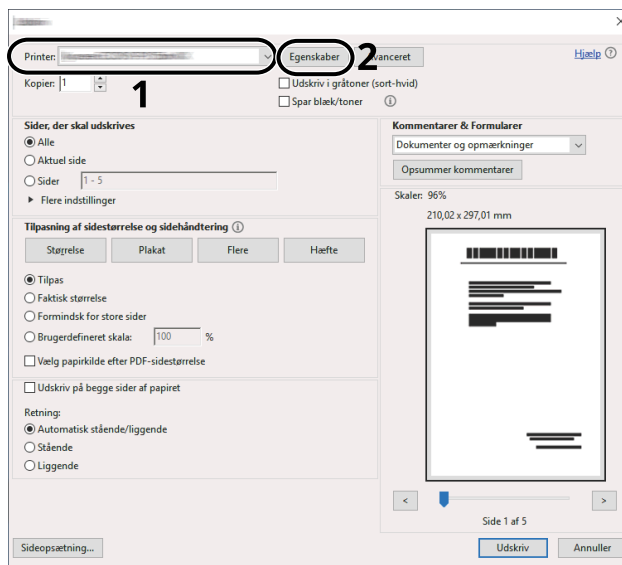 Printer:
Egenskaber
2
vanceret
Hjælp
Kopier: 1
1
Udskriv i gråtoner (sort-hvid)
Spar blæk/toner
Sider, der skal udskrives
Alle
Aktuel side
Sider 1 - 5
Flere indstillinger
Kommentarer & Formularer
Dokumenter og opmærkninger
Opsummer kommentarer
Skaler: 96%
210,02 x 297,01 mm
Tilpasning af sidestørrelse og sidehåndtering
Størrelse Plakat Flere Hæfte
Tilpas
Faktisk størrelse
Formindsk for store sider
Brugerdefineret skala: 100 %
Vælg papirkilde efter PDF-sidestørrelse
Udskriv på begge sider af papiret
Retning:
Automatisk stående/liggende
Stående
Liggende
< >
Side 1 af 5
Sideopsætning... Udskriv Annuller